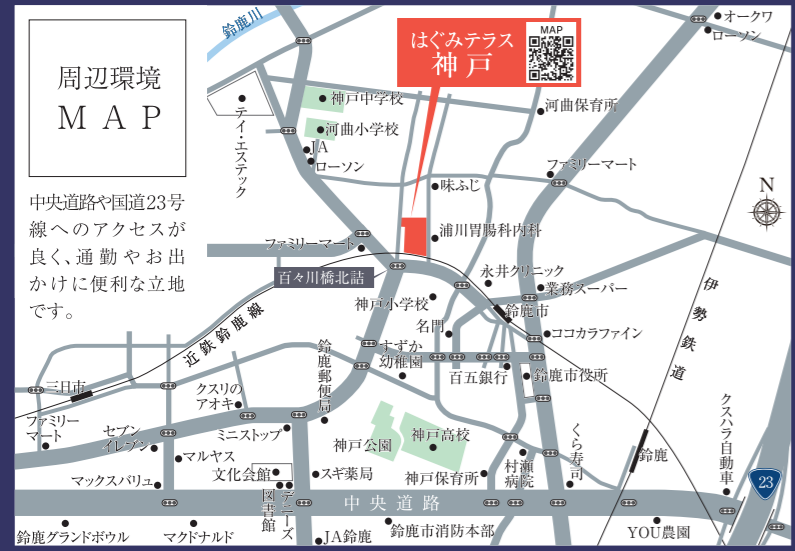 周辺環境
MAP
中央道路や国道23号
線へのアクセスが
良く、通勤やお出
かけに便利な立地
です。
鈴鹿川
はぐみテラス
神戸
MAP
オークワ
ローソン
テイ・エステック
神戸中学校
河曲小学校
JA
ローソン
河曲保育所
ファミリーマート
味ふじ
N
浦川胃腸科内科
ファミリーマート
百々川橋北詰
永井クリニック
業務スーパー
神戸小学校
鈴鹿市
伊勢鉄道
近鉄鈴鹿線
名門
ココカラファイン
すずか
幼稚園
鈴鹿郵便局
百五銀行
鈴鹿市役所
三日市
クスリの
アオキ
ファミリー
マート
セブン
イレブン
ミニストップ
神戸公園
神戸高校
くら寿司
クスハラ自動車
マルヤス
文化会館
スギ薬局
神戸保育所
村瀬
病院
鈴鹿
マックスバリュ
23
図書館
デニーズ
中央道路
鈴鹿グランドボウル
マクドナルド
JA鈴鹿
鈴鹿市消防本部
YOU農園